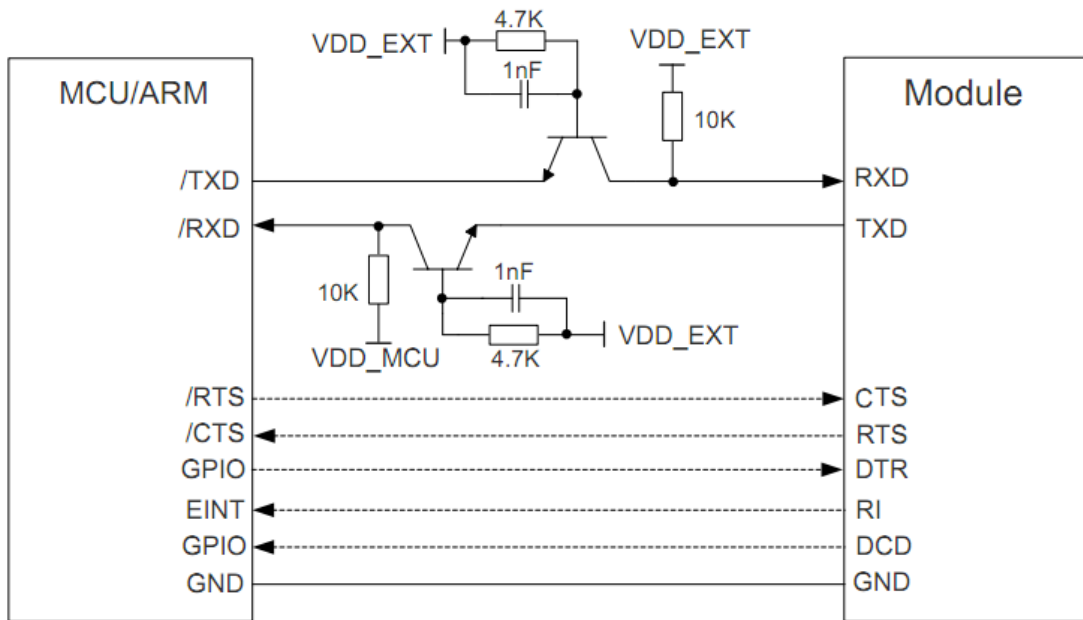 4.7K
VDD_EXT
VDD_EXT
1nF
MCU/ARM
Module
10K
/TXD
RXD
/RXD
TXD
1nF
10K
VDD_EXT
4.7K
VDD_MCU
/RTS
CTS
/CTS
RTS
GPIO
DTR
EINT
RI
GPIO
DCD
GND
GND